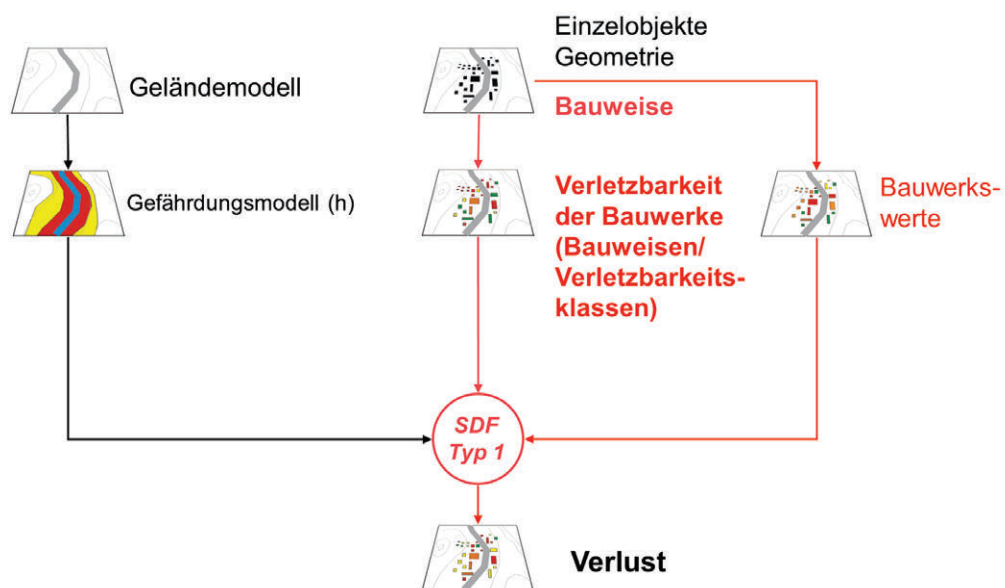 Geländemodell
Gefährdungsmodell (h)
Einzelobjekte
Geometrie
Bauweise
Verletzbarkeit
der Bauwerke
(Bauweisen/
Verletzbarkeits-
klassen)
Bauwerks-
werte
SDF
Typ 1
Verlust